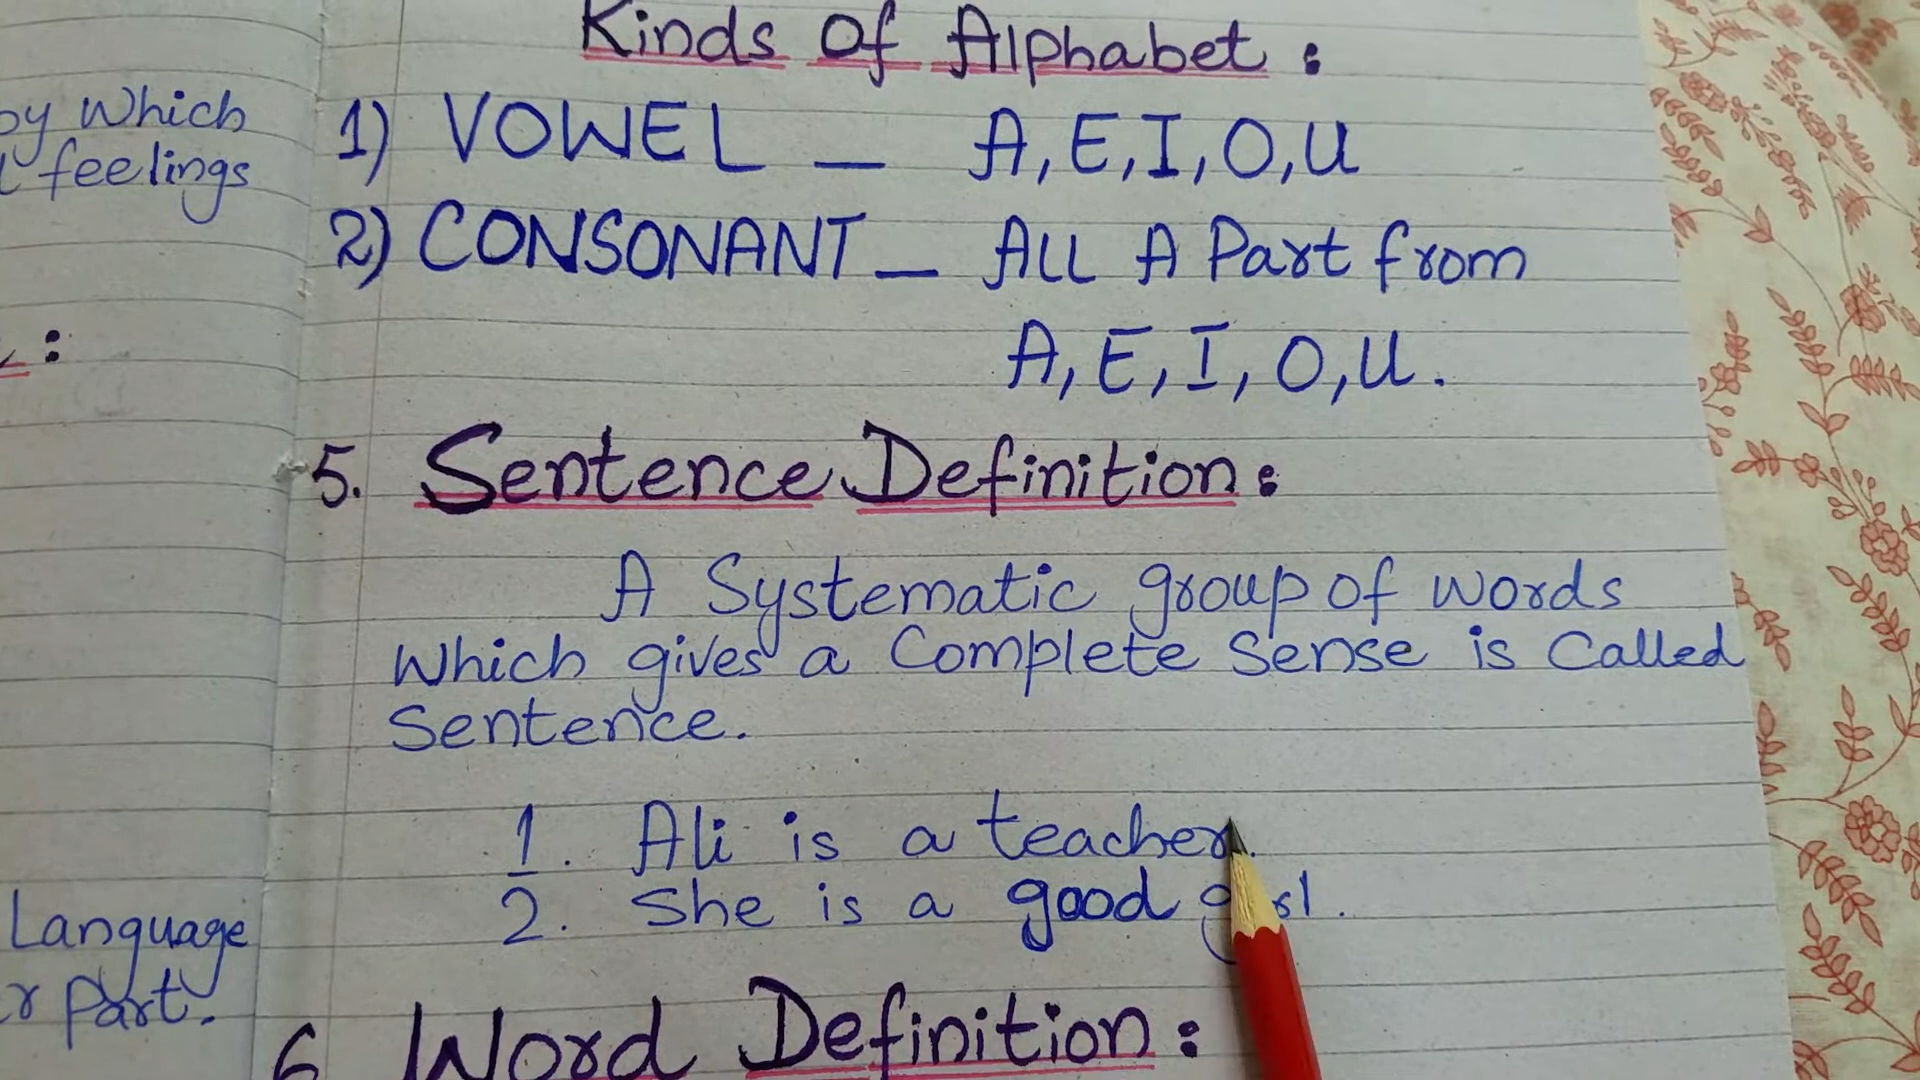 by Which
feelings
:
Language
r Part.
Kinds Of Alphabet :
1) VOWEL _ A, E, I, O, U
2) CONSONANT _ ALL A Part from
A, E, I, O, U.
5. Sentence Definition:
A Systematic group of words
Which gives a Complete Sense is Called
Sentence.
1. Ali is a teacher.
2. She is a good girl.
6 Word Definition: